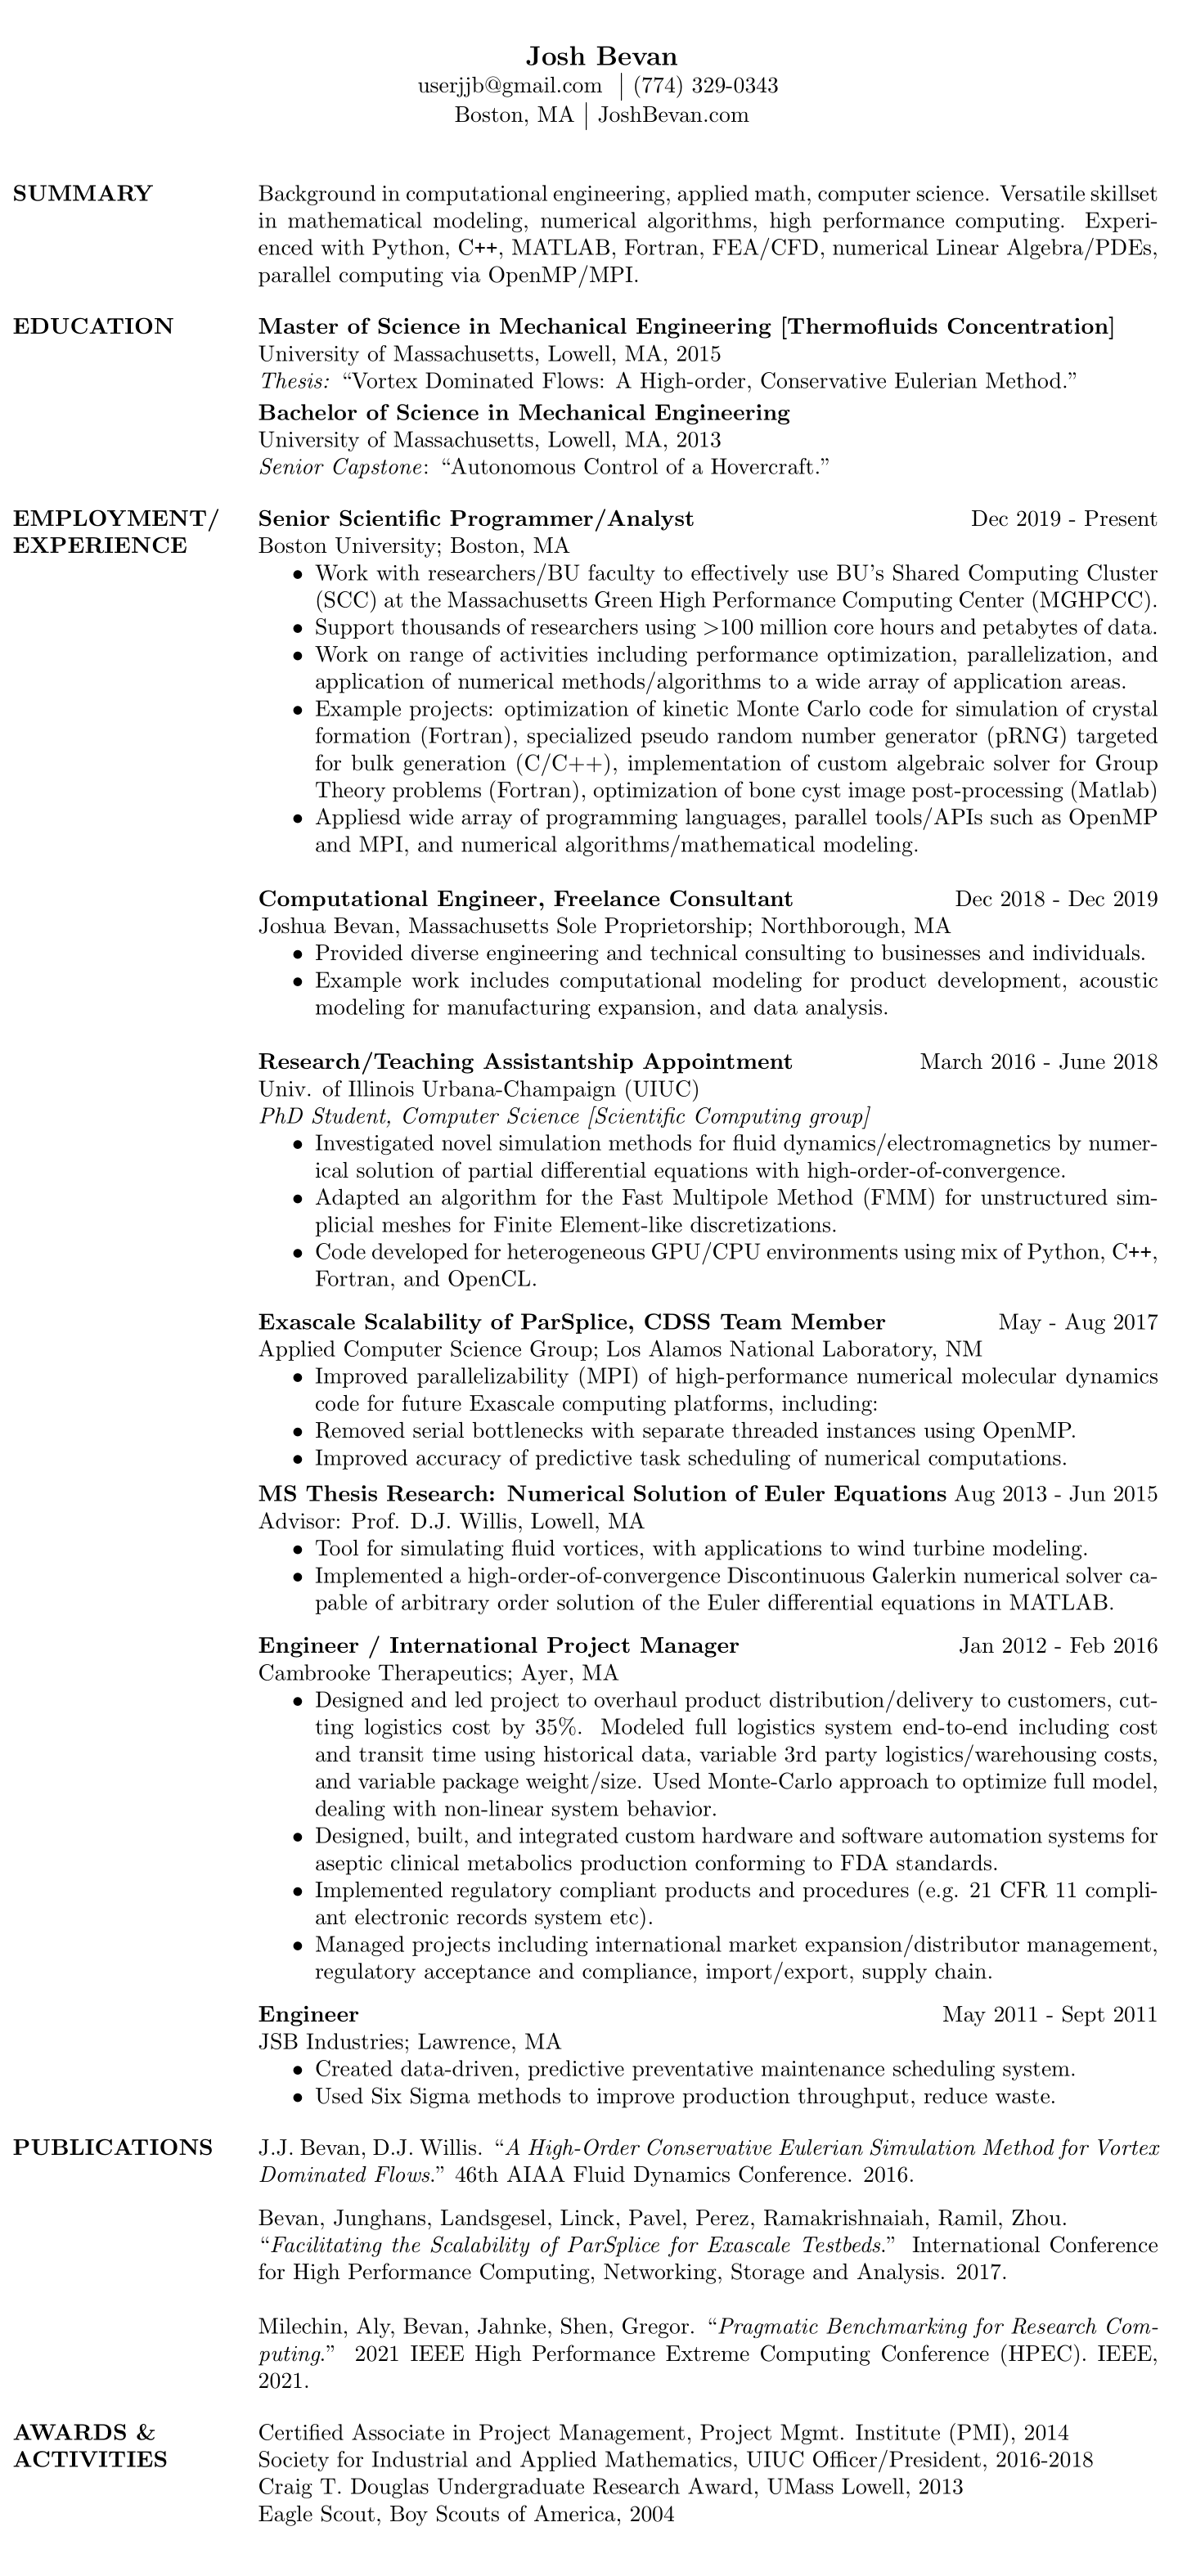 Josh Bevan
userjjb@gmail.com | (774) 329-0343
Boston, MA | JoshBevan.com
SUMMARY
Background in computational engineering, applied math, computer science. Versatile skillset
in mathematical modeling, numerical algorithms, high performance computing. Experi-
enced with Python, C++, MATLAB, Fortran, FEA/CFD, numerical Linear Algebra/PDEs,
parallel computing via OpenMP/MPI.
EDUCATION
Master of Science in Mechanical Engineering [Thermofluids Concentration]
University of Massachusetts, Lowell, MA, 2015
Thesis: “Vortex Dominated Flows: A High-order, Conservative Eulerian Method.”
Bachelor of Science in Mechanical Engineering
University of Massachusetts, Lowell, MA, 2013
Senior Capstone: “Autonomous Control of a Hovercraft.”
EMPLOYMENT/
EXPERIENCE
Senior Scientific Programmer/Analyst Dec 2019 - Present
Boston University; Boston, MA
• Work with researchers/BU faculty to effectively use BU's Shared Computing Cluster
(SCC) at the Massachusetts Green High Performance Computing Center (MGHPCC).
• Support thousands of researchers using >100 million core hours and petabytes of data.
• Work on range of activities including performance optimization, parallelization, and
application of numerical methods/algorithms to a wide array of application areas.
• Example projects: optimization of kinetic Monte Carlo code for simulation of crystal
formation (Fortran), specialized pseudo random number generator (pRNG) targeted
for bulk generation (C/C++), implementation of custom algebraic solver for Group
Theory problems (Fortran), optimization of bone cyst image post-processing (Matlab)
• Appliesd wide array of programming languages, parallel tools/APIs such as OpenMP
and MPI, and numerical algorithms/mathematical modeling.
Computational Engineer, Freelance Consultant Dec 2018 - Dec 2019
Joshua Bevan, Massachusetts Sole Proprietorship; Northborough, MA
• Provided diverse engineering and technical consulting to businesses and individuals.
• Example work includes computational modeling for product development, acoustic
modeling for manufacturing expansion, and data analysis.
Research/Teaching Assistantship Appointment March 2016 - June 2018
Univ. of Illinois Urbana-Champaign (UIUC)
PhD Student, Computer Science [Scientific Computing group]
• Investigated novel simulation methods for fluid dynamics/electromagnetics by numer-
ical solution of partial differential equations with high-order-of-convergence.
• Adapted an algorithm for the Fast Multipole Method (FMM) for unstructured sim-
plicial meshes for Finite Element-like discretizations.
• Code developed for heterogeneous GPU/CPU environments using mix of Python, C++,
Fortran, and OpenCL.
Exascale Scalability of ParSplice, CDSS Team Member May - Aug 2017
Applied Computer Science Group; Los Alamos National Laboratory, NM
• Improved parallelizability (MPI) of high-performance numerical molecular dynamics
code for future Exascale computing platforms, including:
• Removed serial bottlenecks with separate threaded instances using OpenMP.
• Improved accuracy of predictive task scheduling of numerical computations.
MS Thesis Research: Numerical Solution of Euler Equations Aug 2013 - Jun 2015
Advisor: Prof. D.J. Willis, Lowell, MA
• Tool for simulating fluid vortices, with applications to wind turbine modeling.
• Implemented a high-order-of-convergence Discontinuous Galerkin numerical solver ca-
pable of arbitrary order solution of the Euler differential equations in MATLAB.
Engineer / International Project Manager Jan 2012 - Feb 2016
Cambrooke Therapeutics; Ayer, MA
• Designed and led project to overhaul product distribution/delivery to customers, cut-
ting logistics cost by 35%. Modeled full logistics system end-to-end including cost
and transit time using historical data, variable 3rd party logistics/warehousing costs,
and variable package weight/size. Used Monte-Carlo approach to optimize full model,
dealing with non-linear system behavior.
• Designed, built, and integrated custom hardware and software automation systems for
aseptic clinical metabolics production conforming to FDA standards.
• Implemented regulatory compliant products and procedures (e.g. 21 CFR 11 compli-
ant electronic records system etc).
• Managed projects including international market expansion/distributor management,
regulatory acceptance and compliance, import/export, supply chain.
Engineer May 2011 - Sept 2011
JSB Industries; Lawrence, MA
• Created data-driven, predictive preventative maintenance scheduling system.
• Used Six Sigma methods to improve production throughput, reduce waste.
PUBLICATIONS
J.J. Bevan, D.J. Willis. “A High-Order Conservative Eulerian Simulation Method for Vortex
Dominated Flows.” 46th AIAA Fluid Dynamics Conference. 2016.
Bevan, Junghans, Landsgesel, Linck, Pavel, Perez, Ramakrishnaiah, Ramil, Zhou.
“Facilitating the Scalability of ParSplice for Exascale Testbeds.” International Conference
for High Performance Computing, Networking, Storage and Analysis. 2017.
Milechin, Aly, Bevan, Jahnke, Shen, Gregor. “Pragmatic Benchmarking for Research Com-
puting.” 2021 IEEE High Performance Extreme Computing Conference (HPEC). IEEE,
2021.
AWARDS &
ACTIVITIES
Certified Associate in Project Management, Project Mgmt. Institute (PMI), 2014
Society for Industrial and Applied Mathematics, UIUC Officer/President, 2016-2018
Craig T. Douglas Undergraduate Research Award, UMass Lowell, 2013
Eagle Scout, Boy Scouts of America, 2004